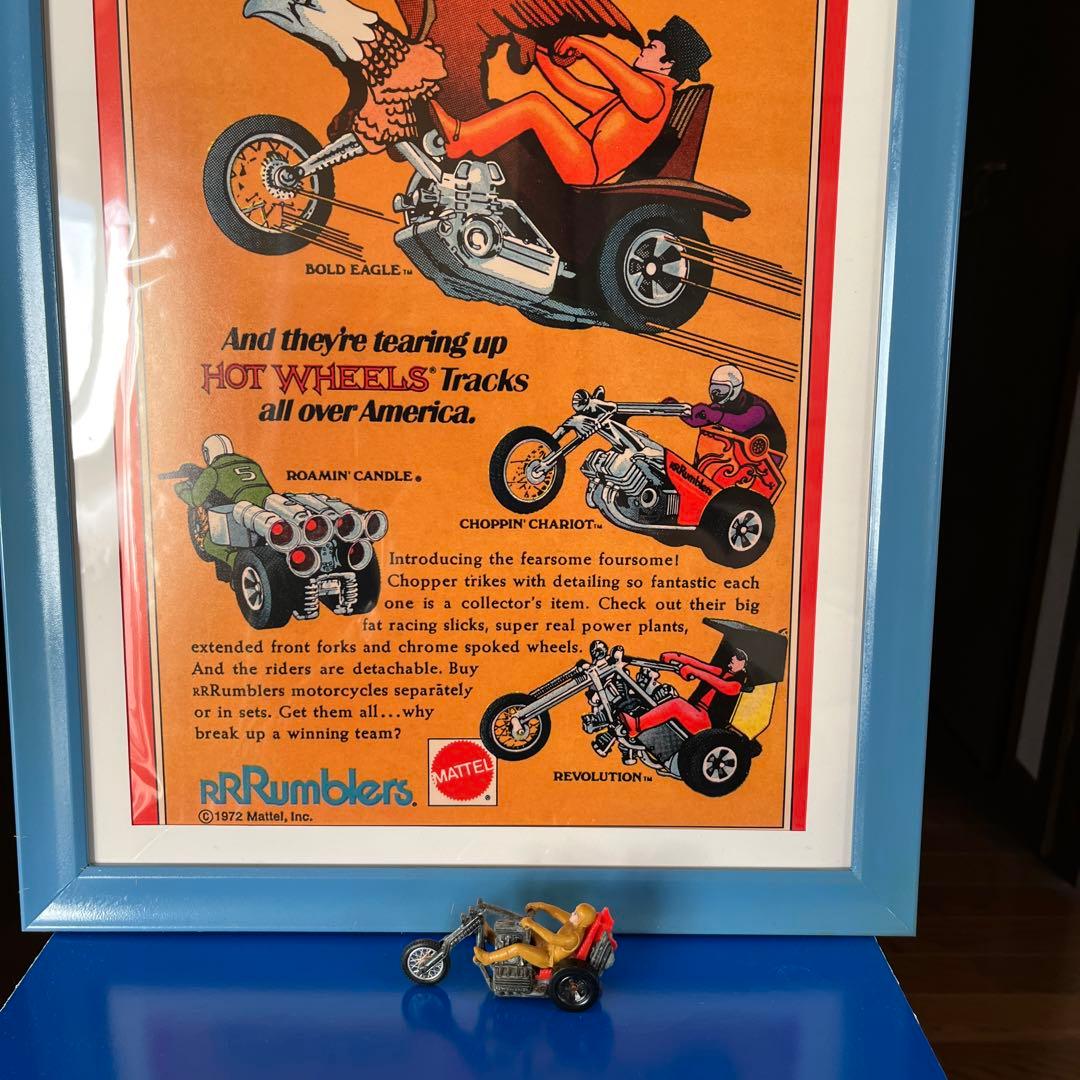 BOLD EAGLE™
And they're tearing up
HOT WHEELS® Tracks
all over America.
ROAMIN' CANDLE®
5
RRRumblers
CHOPPIN' CHARIOT™
Introducing the fearsome foursome!
Chopper trikes with detailing so fantastic each
one is a collector's item. Check out their big
fat racing slicks, super real power plants,
extended front forks and chrome spoked wheels.
And the riders are detachable. Buy
RRRumblers motorcycles separately
or in sets. Get them all...why
break up a winning team?
REVOLUTION™
MATTEL®
RRRumblers®
©1972 Mattel, Inc.